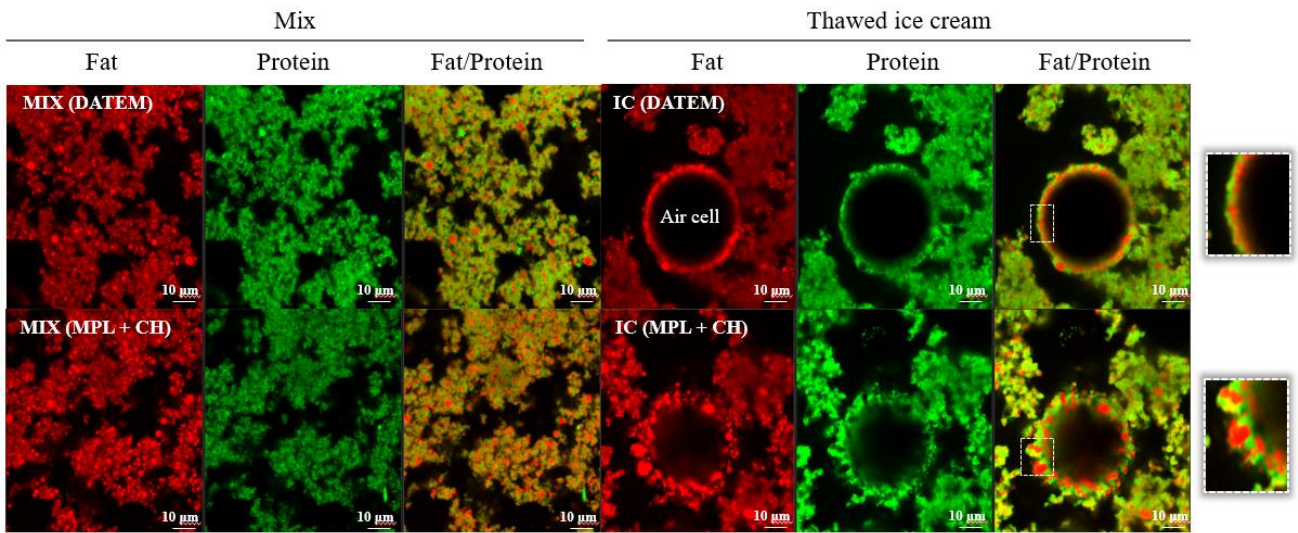 Mix Thawed ice cream
Fat Protein Fat/Protein Fat Protein Fat/Protein
MIX (DATEM) IC (DATEM)
Air cell
10 µm 10 µm 10 µm 10 µm 10 µm 10 µm
MIX (MPL + CH) IC (MPL + CH)
10 µm 10 µm 10 µm 10 µm 10 µm 10 µm